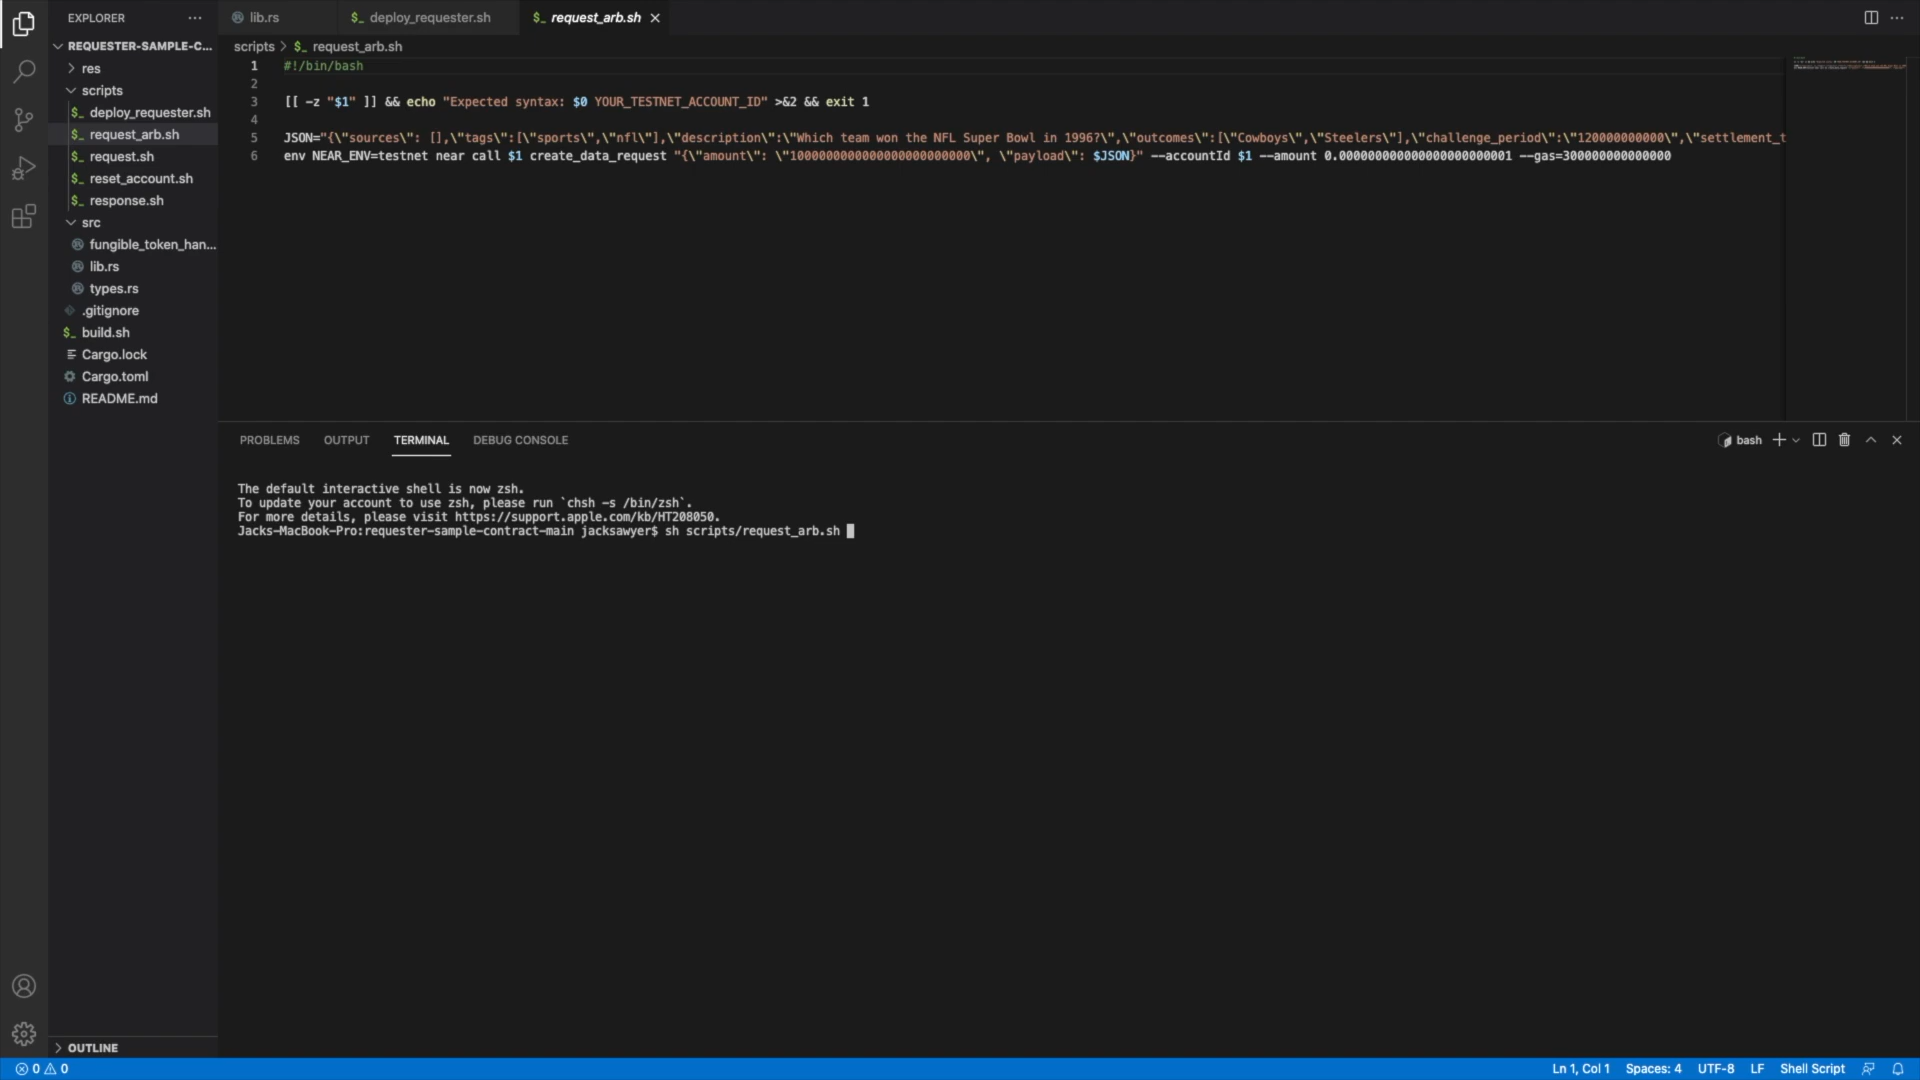 EXPLORER
REQUESTER-SAMPLE-C...
res
scripts
$_ deploy_requester.sh
$_ request_arb.sh
$_ request.sh
$_ reset_account.sh
$_ response.sh
src
fungible_token_han...
lib.rs
types.rs
.gitignore
$_ build.sh
Cargo.lock
Cargo.toml
README.md
OUTLINE
lib.rs
$_ deploy_requester.sh
$_ request_arb.sh
scripts > $_ request_arb.sh
1 #!/bin/bash
2
3 [[ -z "$1" ]] && echo "Expected syntax: $0 YOUR_TESTNET_ACCOUNT_ID" >&2 && exit 1
4
5 JSON="{\"sources\": [],\"tags\":[\"sports\",\"nfl\"],\"description\":\"Which team won the NFL Super Bowl in 1996?\",\"outcomes\":[\"Cowboys\",\"Steelers\"],\"challenge_period\":\"120000000000\",\"settlement_t
6 env NEAR_ENV=testnet near call $1 create_data_request "{\"amount\": \"1000000000000000000000000\", \"payload\": $JSON}" --accountId $1 --amount 0.000000000000000000000001 --gas=300000000000000
PROBLEMS OUTPUT TERMINAL DEBUG CONSOLE
bash
The default interactive shell is now zsh.
To update your account to use zsh, please run `chsh -s /bin/zsh`.
For more details, please visit https://support.apple.com/kb/HT208050.
Jacks-MacBook-Pro:requester-sample-contract-main jacksawyer$ sh scripts/request_arb.sh
0 0
Ln 1, Col 1 Spaces: 4 UTF-8 LF Shell Script